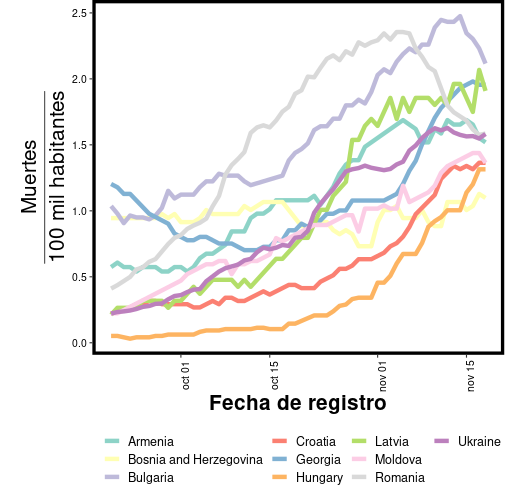 2.5
2.0
1.5
1.0
0.5
0.0
Muertes
100 mil habitantes
oct 01
oct 15
nov 01
nov 15
Fecha de registro
Armenia
Croatia
Latvia
Ukraine
Bosnia and Herzegovina
Georgia
Moldova
Bulgaria
Hungary
Romania